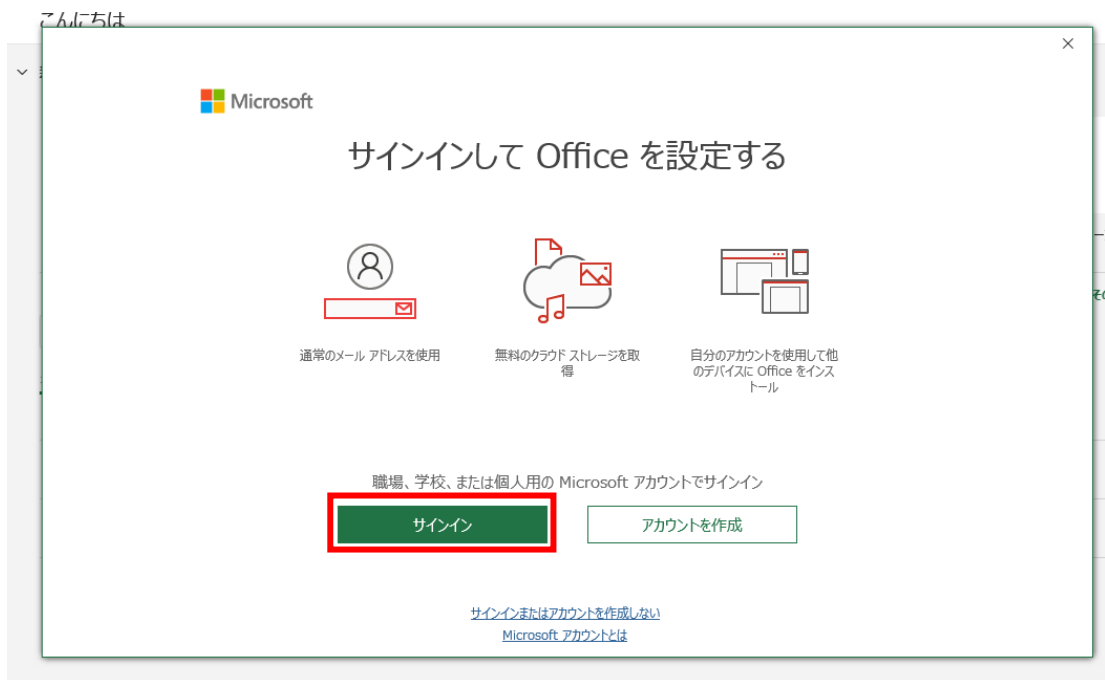 こんにちは
Microsoft
サインインして Office を設定する
通常のメール アドレスを使用
無料のクラウド ストレージを取
得
自分のアカウントを使用して他
のデバイスに Office をインス
トール
職場、学校、または個人用の Microsoft アカウントでサインイン
サインイン
アカウントを作成
サインインまたはアカウントを作成しない
Microsoft アカウントとは